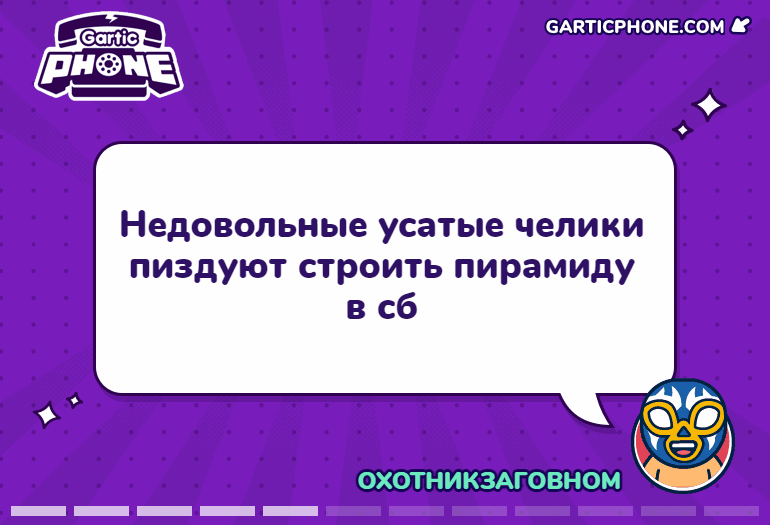 Gartic
PHONE
GARTICPHONE.COM
Недовольные усатые челики
пиздуют строить пирамиду
в сб
ОХОТНИКЗАГОВНОМ